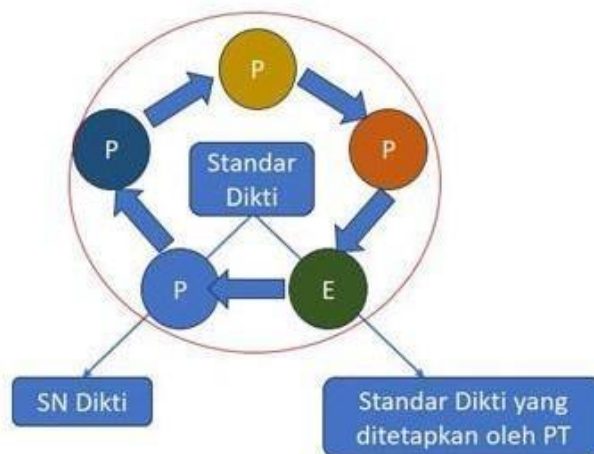 P
P
P
Standar
Dikti
P
E
SN Dikti
Standar Dikti yang
ditetapkan oleh PT